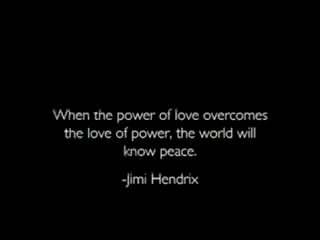 When the power of love overcomes
the love of power, the world will
know peace.
-Jimi Hendrix